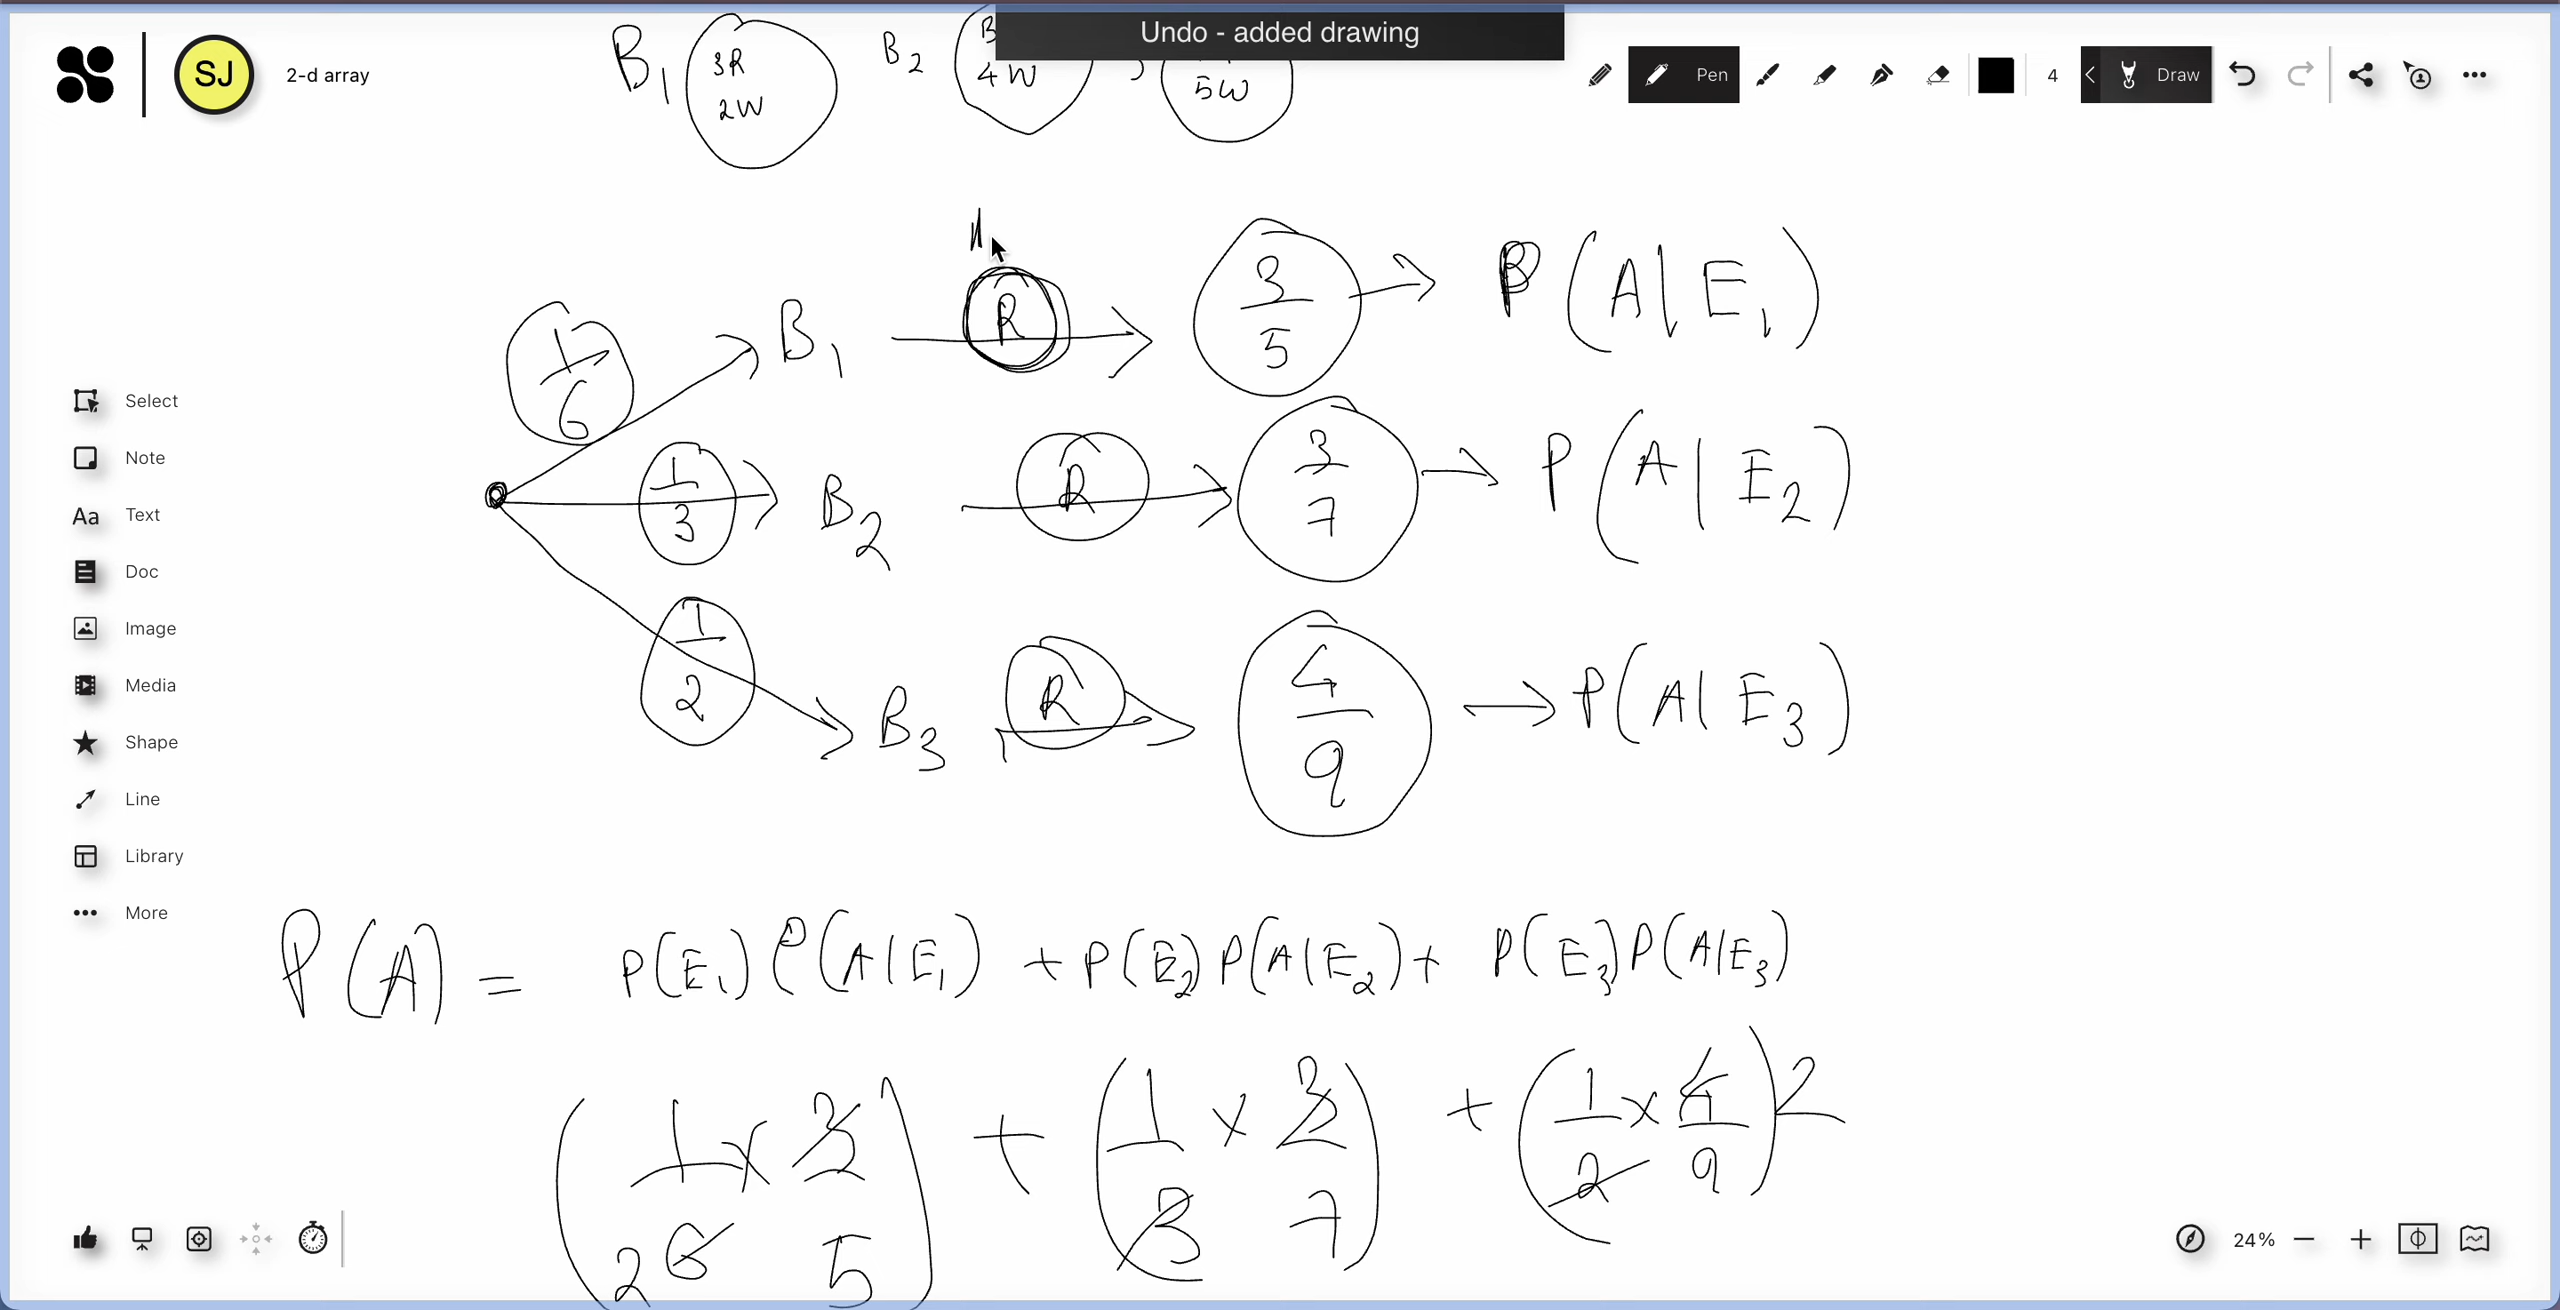 Undo - added drawing
SJ
2-d array
Pen
4
Draw
B1
3R
2W
B2
4W
5W
Select
Note
Text
Doc
Image
Media
Shape
Line
Library
More
1/6 B1 R 3/5 P(A|E1)
1/3 B2 R 3/7 P(A|E2)
1/2 B3 R 4/9 P(A|E3)
P(A) = P(E1) P(A|E1) + P(E2) P(A|E2) + P(E3) P(A|E3)
(1/6 2 × 3/5) + (1/3 × 3/7) + (1/2 × 4/9) 2
24%